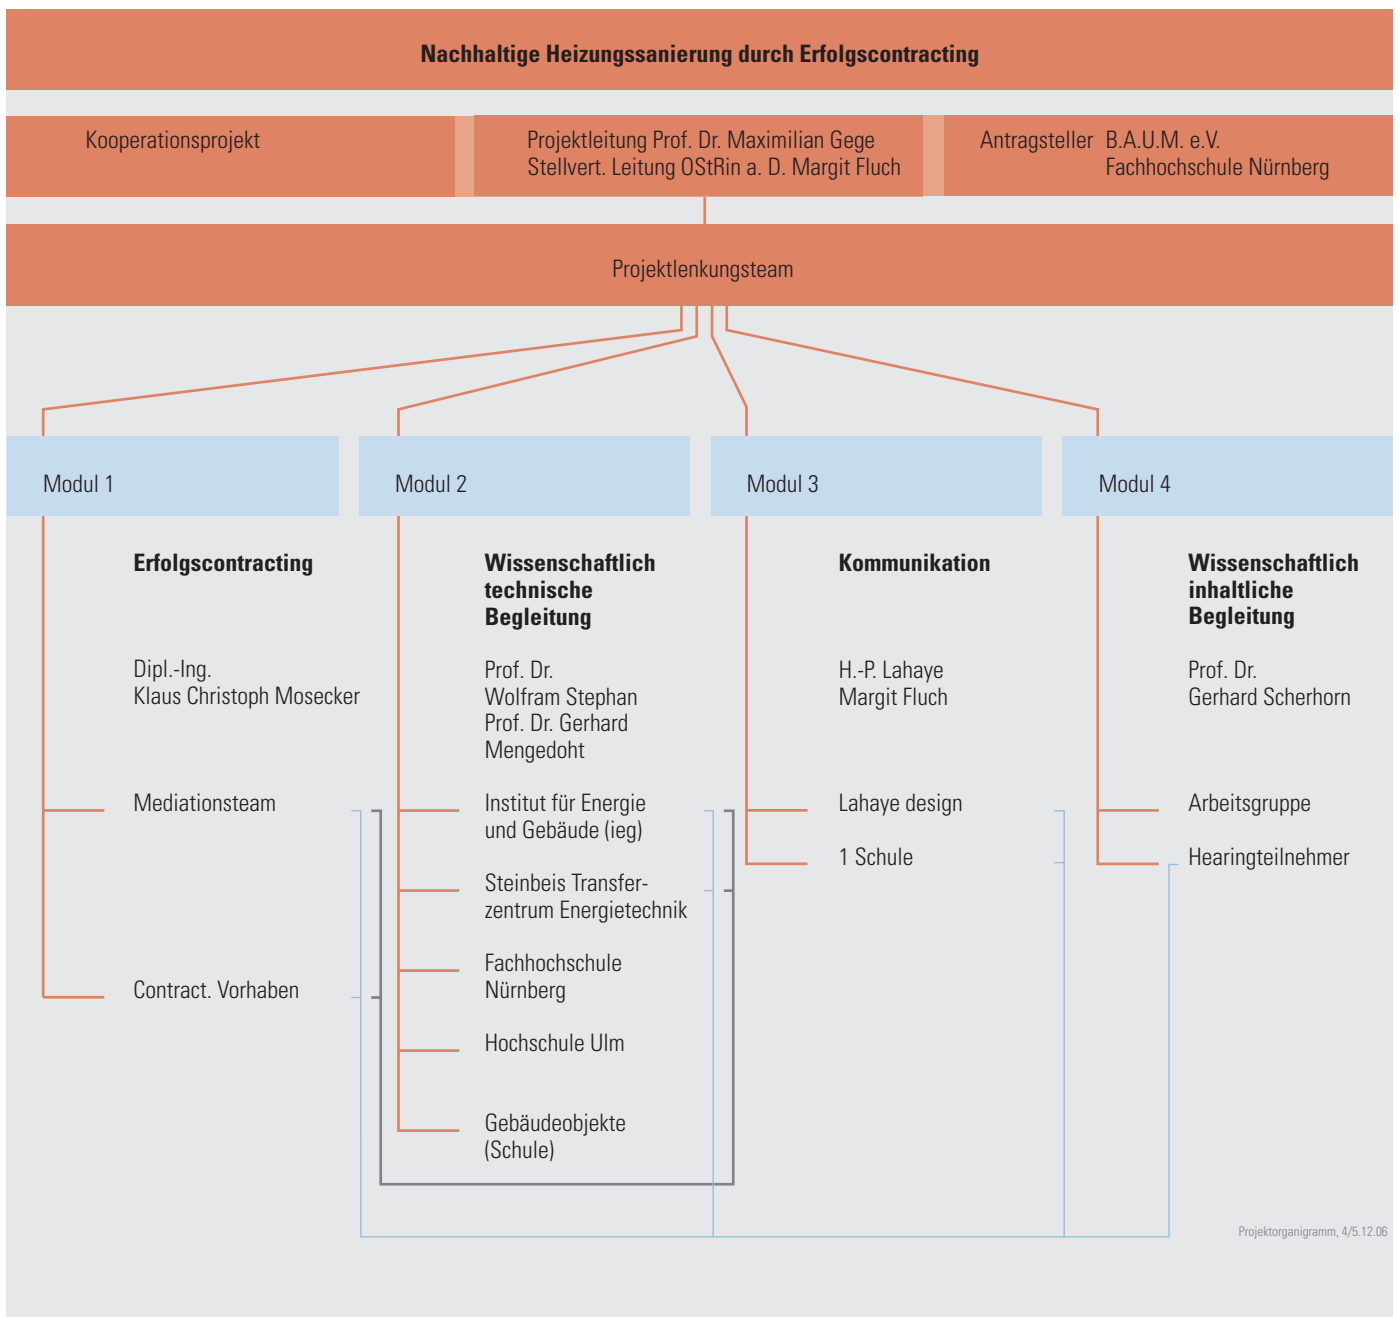 Nachhaltige Heizungssanierung durch Erfolgscontracting
Kooperationsprojekt
Projektleitung Prof. Dr. Maximilian Gege
Stellvert. Leitung OStRin a. D. Margit Fluch
Antragsteller B.A.U.M. e.V.
Fachhochschule Nürnberg
Projektlenkungsteam
Modul 1
Erfolgscontracting
Dipl.-Ing.
Klaus Christoph Mosecker
Mediationsteam
Contract. Vorhaben
Modul 2
Wissenschaftlich
technische
Begleitung
Prof. Dr.
Wolfram Stephan
Prof. Dr. Gerhard
Mengedoht
Institut für Energie
und Gebäude (ieg)
Steinbeis Transfer-
zentrum Energietechnik
Fachhochschule
Nürnberg
Hochschule Ulm
Gebäudeobjekte
(Schule)
Modul 3
Kommunikation
H.-P. Lahaye
Margit Fluch
Lahaye design
1 Schule
Modul 4
Wissenschaftlich
inhaltliche
Begleitung
Prof. Dr.
Gerhard Scherhorn
Arbeitsgruppe
Hearingteilnehmer
Projektorganigramm, 4/5.12.06